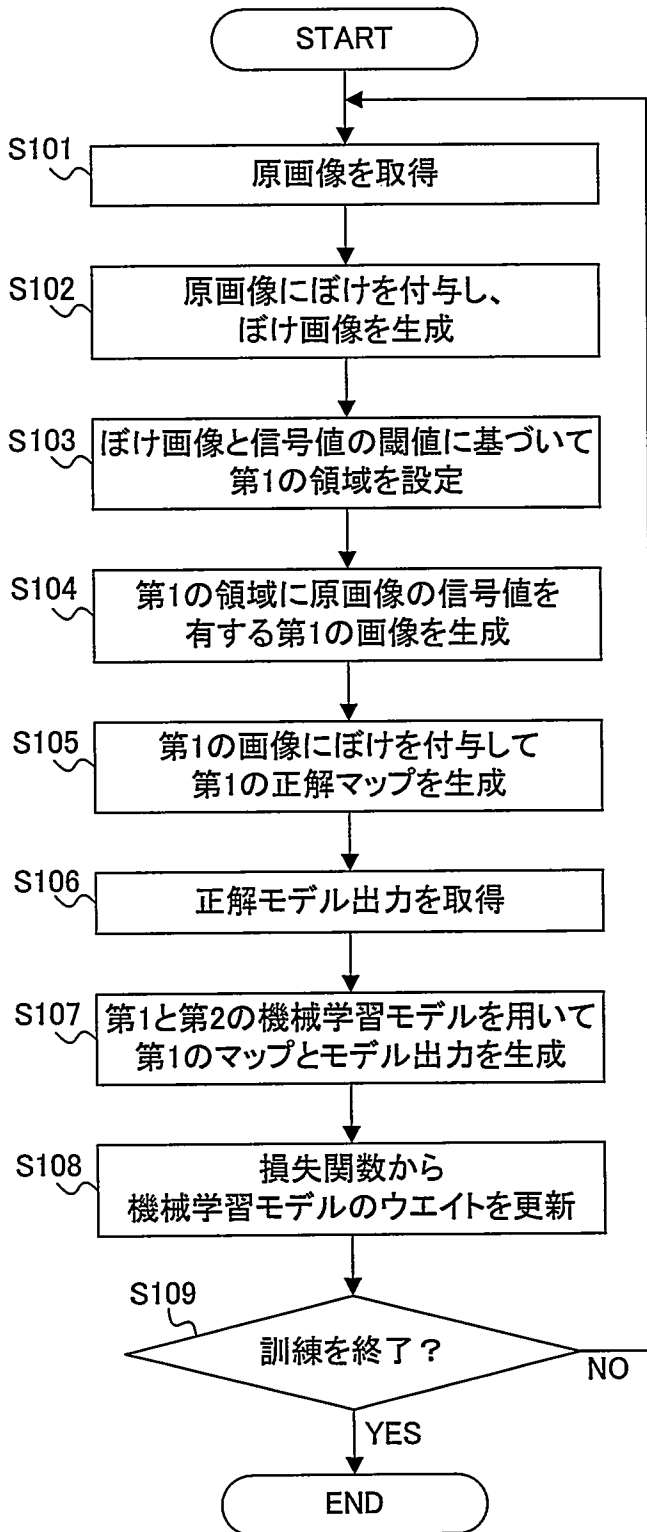 START
S101
原画像を取得
S102
原画像にぼけを付与し、
ぼけ画像を生成
S103
ぼけ画像と信号値の閾値に基づいて
第1の領域を設定
S104
第1の領域に原画像の信号値を
有する第1の画像を生成
S105
第1の画像にぼけを付与して
第1の正解マップを生成
S106
正解モデル出力を取得
S107
第1と第2の機械学習モデルを用いて
第1のマップとモデル出力を生成
S108
損失関数から
機械学習モデルのウエイトを更新
S109
訓練を終了?
NO
YES
END